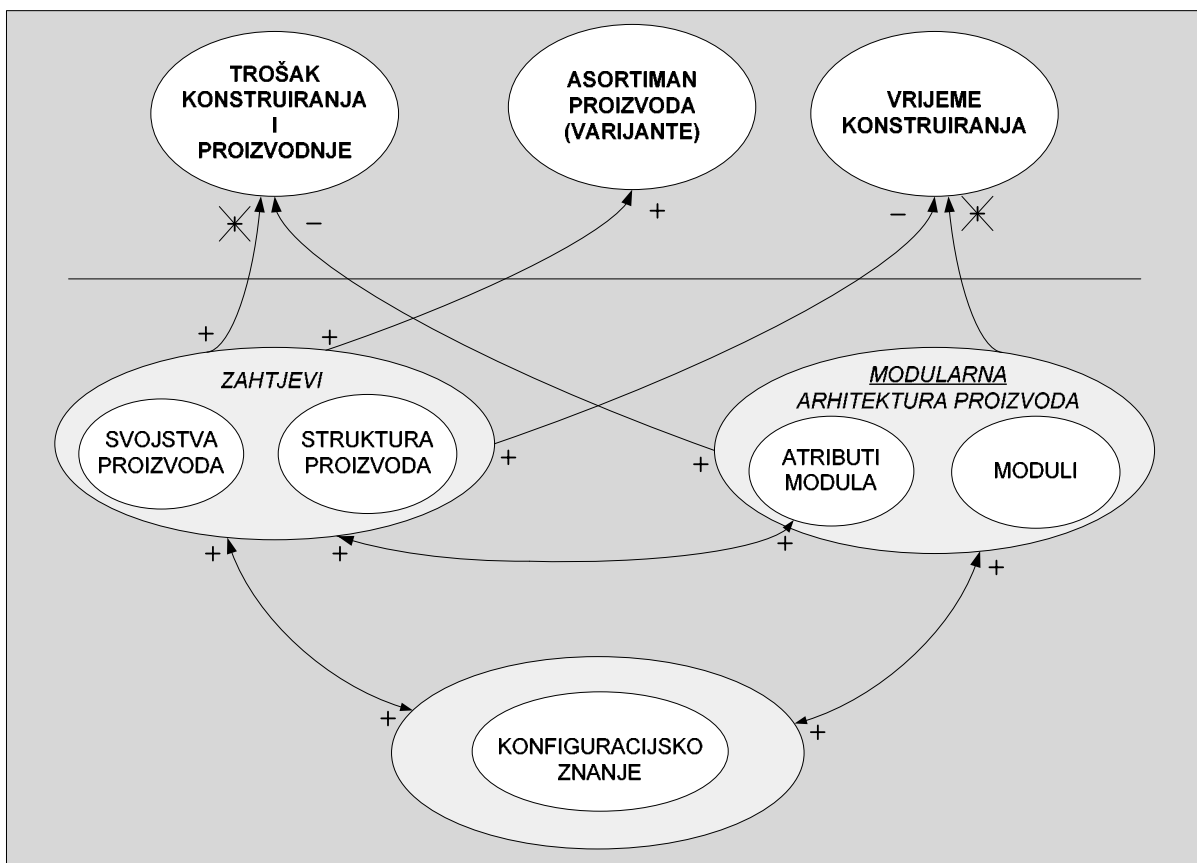 TROŠAK
KONSTRUIRANJA
I
PROIZVODNJE
ASORTIMAN
PROIZVODA
(VARIJANTE)
VRIJEME
KONSTRUIRANJA
*
–
+
–
*
+
+
ZAHTJEVI
SVOJSTVA
PROIZVODA
STRUKTURA
PROIZVODA
+
+
MODULARNA
ARHITEKTURA PROIZVODA
ATRIBUTI
MODULA
MODULI
+
+
+
+
+
+
KONFIGURACIJSKO
ZNANJE